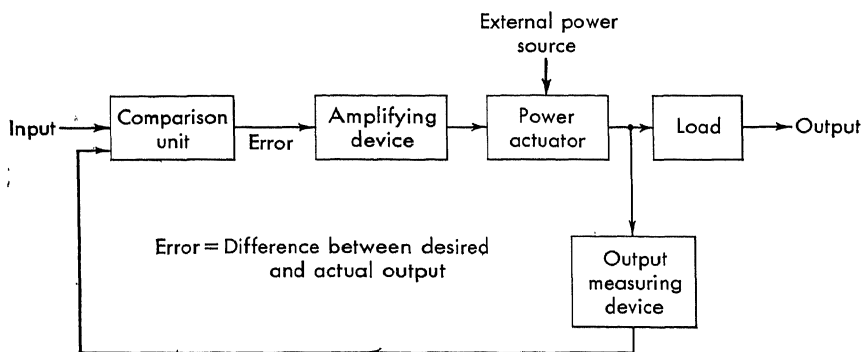 External power
source
Input
Comparison
unit
Error
Amplifying
device
Power
actuator
Load
Output
Error = Difference between desired
and actual output
Output
measuring
device